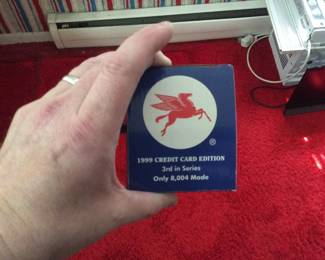 ®
1999 CREDIT CARD EDITION
3rd in Series
Only 8,004 Made